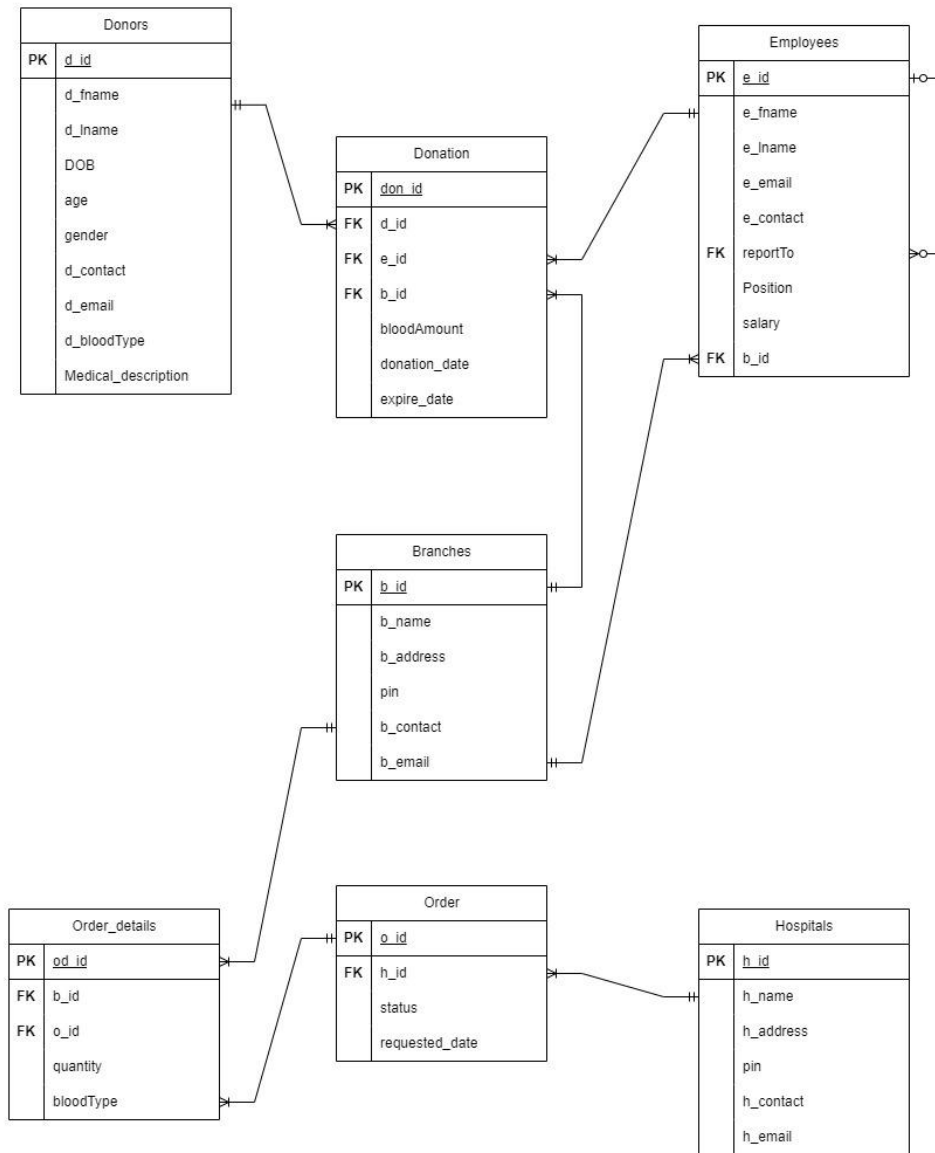 Donors
PK d_id
d_fname
d_lname
DOB
age
gender
d_contact
d_email
d_bloodType
Medical_description
Donation
PK don_id
FK d_id
FK e_id
FK b_id
bloodAmount
donation_date
expire_date
Employees
PK e_id
e_fname
e_lname
e_email
e_contact
FK reportTo
Position
salary
FK b_id
Branches
PK b_id
b_name
b_address
pin
b_contact
b_email
Order_details
PK od_id
FK b_id
FK o_id
quantity
bloodType
Order
PK o_id
FK h_id
status
requested_date
Hospitals
PK h_id
h_name
h_address
pin
h_contact
h_email